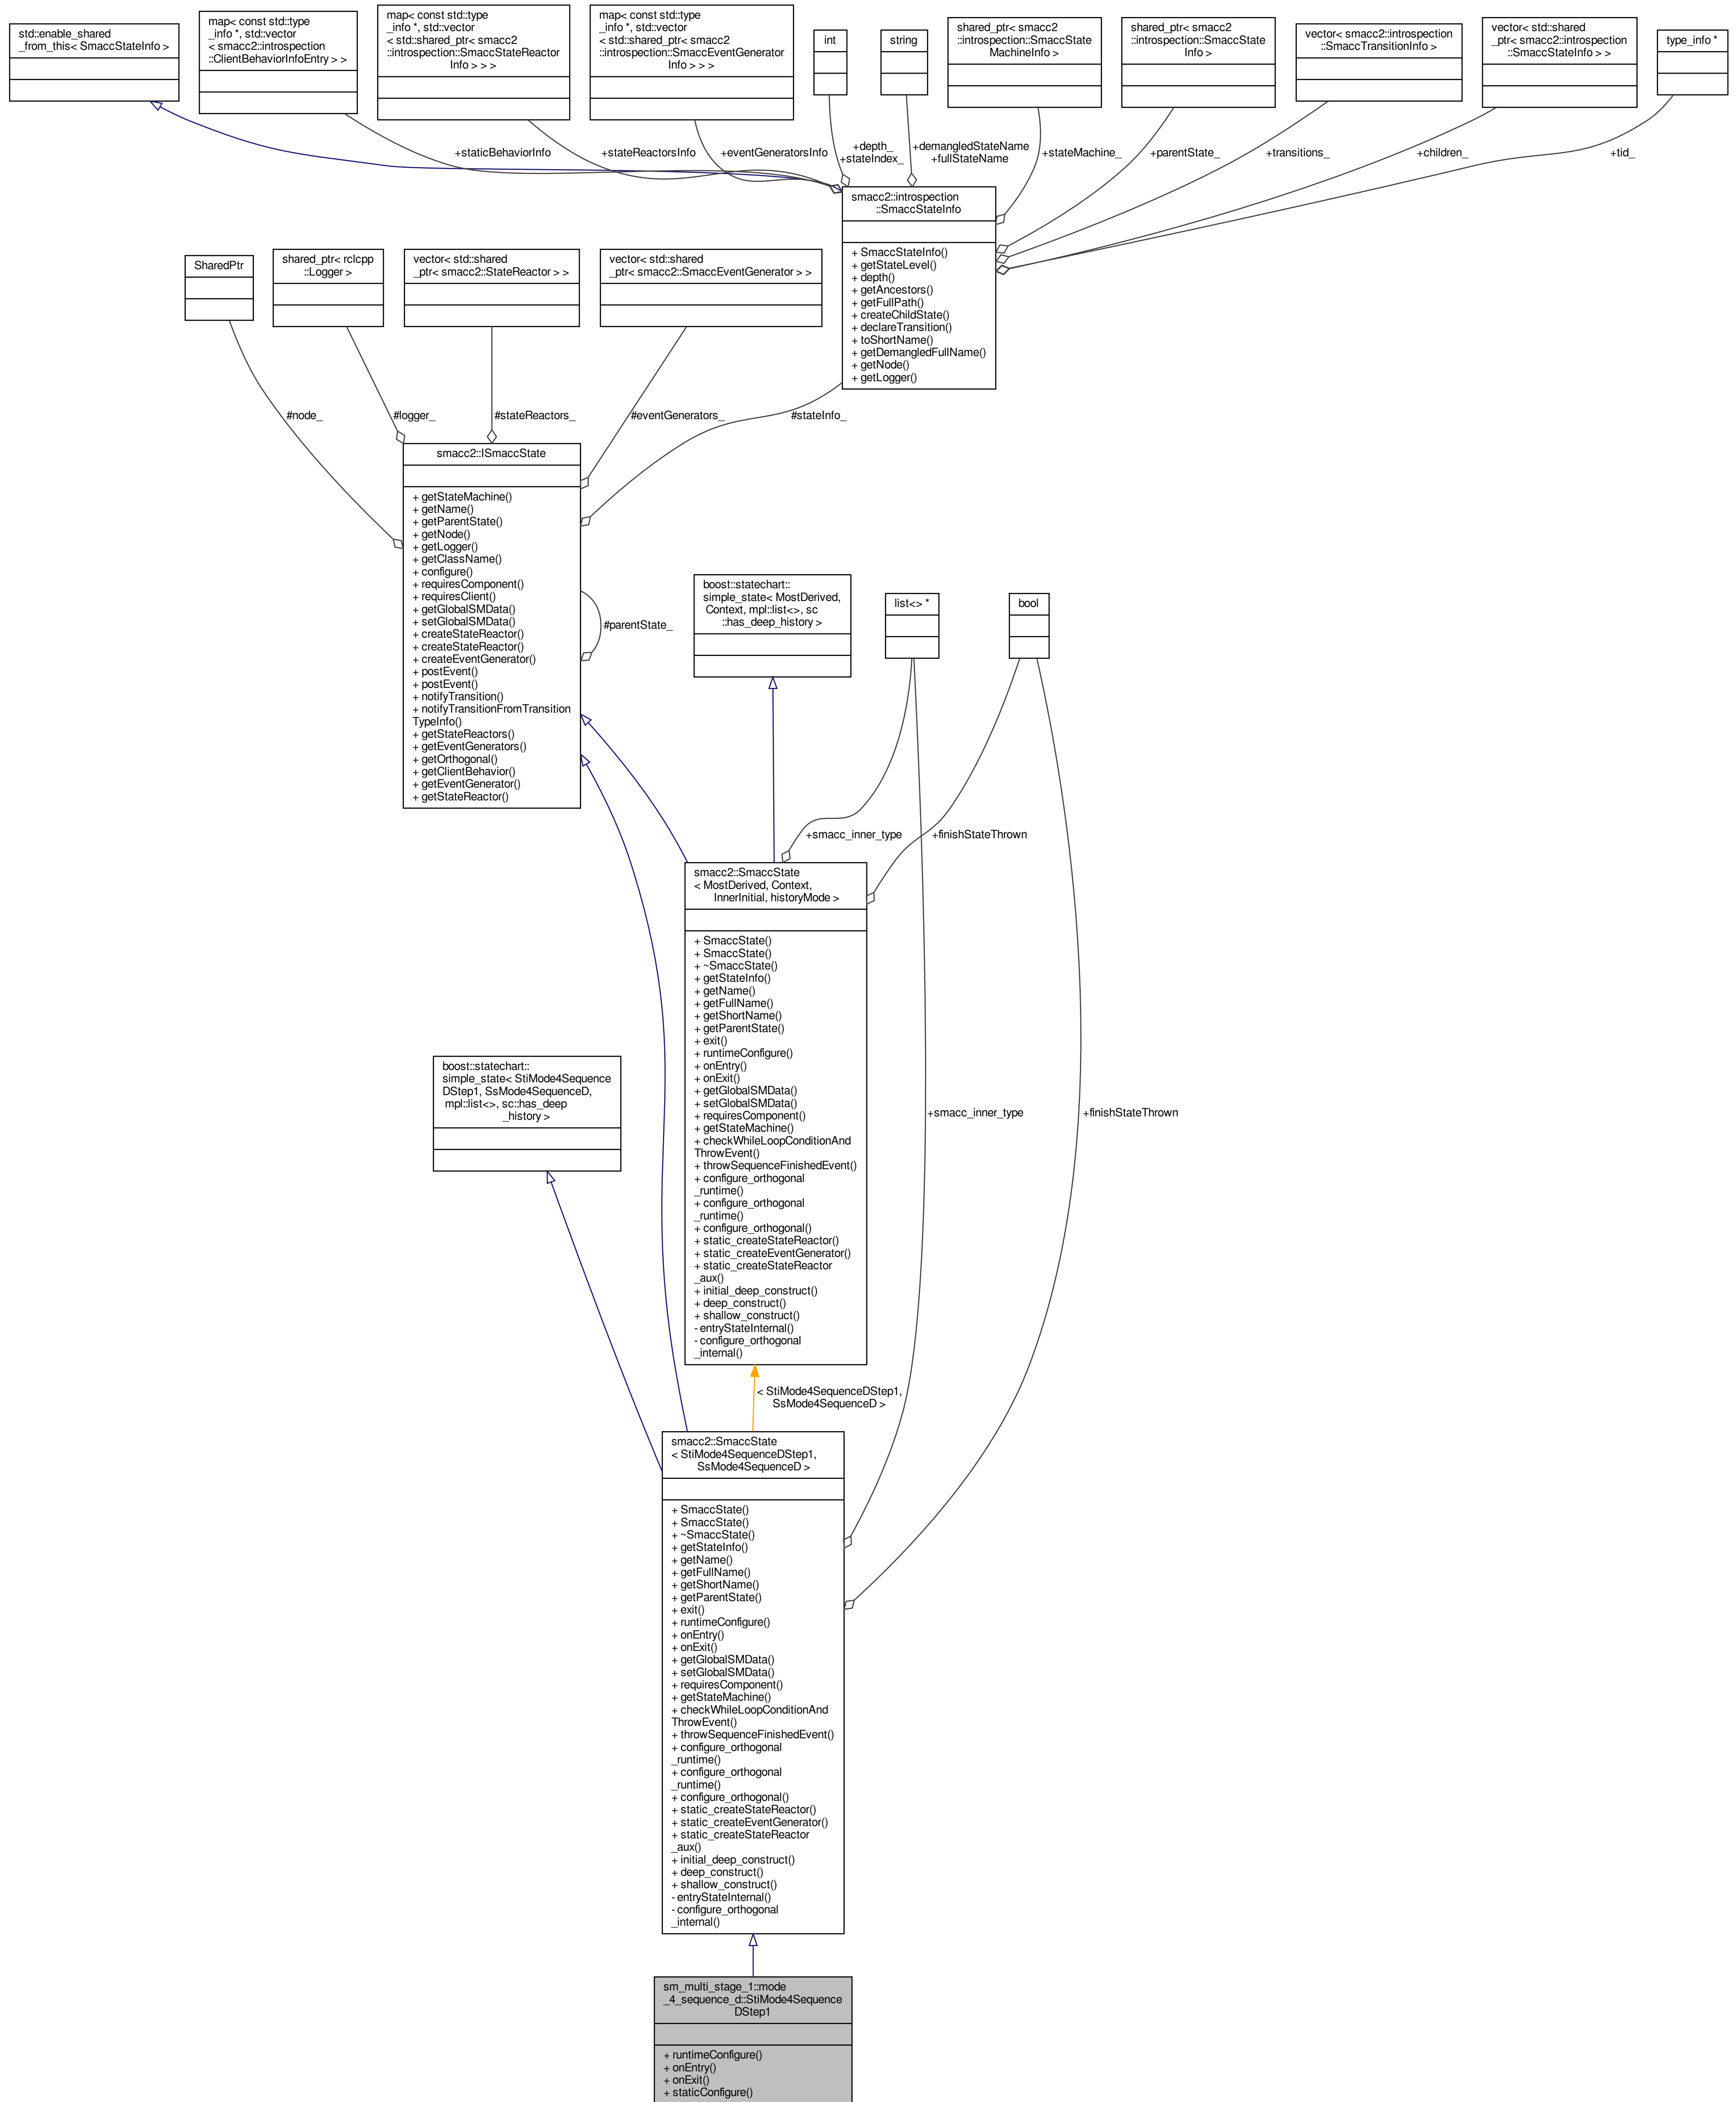 std::enable_shared
_from_this< SmaccStateInfo >
map< const std::type
_info *, std::vector
< smacc2::introspection
::ClientBehaviorInfoEntry > >
map< const std::type
_info *, std::vector
< std::shared_ptr< smacc2
::introspection::SmaccStateReactor
Info > > >
map< const std::type
_info *, std::vector
< std::shared_ptr< smacc2
::introspection::SmaccEventGenerator
Info > > >
int
string
shared_ptr< smacc2
::introspection::SmaccState
MachineInfo >
shared_ptr< smacc2
::introspection::SmaccState
Info >
vector< smacc2::introspection
::SmaccTransitionInfo >
vector< std::shared
_ptr< smacc2::introspection
::SmaccStateInfo > >
type_info *
+staticBehaviorInfo
+stateReactorsInfo
+eventGeneratorsInfo
+depth_
+stateIndex_
+demangledStateName
+fullStateName
+stateMachine_
+parentState_
+transitions_
+children_
+tid_
smacc2::introspection
::SmaccStateInfo
+ SmaccStateInfo()
+ getStateLevel()
+ depth()
+ getAncestors()
+ getFullPath()
+ createChildState()
+ declareTransition()
+ toShortName()
+ getDemangledFullName()
+ getNode()
+ getLogger()
SharedPtr
shared_ptr< rclcpp
::Logger >
vector< std::shared
_ptr< smacc2::StateReactor > >
vector< std::shared
_ptr< smacc2::SmaccEventGenerator > >
#node_
#logger_
#stateReactors_
#eventGenerators_
#stateInfo_
smacc2::ISmaccState
+ getStateMachine()
+ getName()
+ getParentState()
+ getNode()
+ getLogger()
+ getClassName()
+ configure()
+ requiresComponent()
+ requiresClient()
+ getGlobalSMData()
+ setGlobalSMData()
+ createStateReactor()
+ createStateReactor()
+ createEventGenerator()
+ postEvent()
+ postEvent()
+ notifyTransition()
+ notifyTransitionFromTransition
TypeInfo()
+ getStateReactors()
+ getEventGenerators()
+ getOrthogonal()
+ getClientBehavior()
+ getEventGenerator()
+ getStateReactor()
#parentState_
boost::statechart::
simple_state< MostDerived,
Context, mpl::list<>, sc
::has_deep_history >
list<> *
bool
+smacc_inner_type
+finishStateThrown
smacc2::SmaccState
< MostDerived, Context,
InnerInitial, historyMode >
+ SmaccState()
+ SmaccState()
+ ~SmaccState()
+ getStateInfo()
+ getName()
+ getFullName()
+ getShortName()
+ getParentState()
+ exit()
+ runtimeConfigure()
+ onEntry()
+ onExit()
+ getGlobalSMData()
+ setGlobalSMData()
+ requiresComponent()
+ getStateMachine()
+ checkWhileLoopConditionAnd
ThrowEvent()
+ throwSequenceFinishedEvent()
+ configure_orthogonal
_runtime()
+ configure_orthogonal
_runtime()
+ configure_orthogonal()
+ static_createStateReactor()
+ static_createEventGenerator()
+ static_createStateReactor
_aux()
+ initial_deep_construct()
+ deep_construct()
+ shallow_construct()
- entryStateInternal()
- configure_orthogonal
_internal()
boost::statechart::
simple_state< StiMode4Sequence
DStep1, SsMode4SequenceD,
mpl::list<>, sc::has_deep
_history >
+smacc_inner_type
+finishStateThrown
< StiMode4SequenceDStep1,
SsMode4SequenceD >
smacc2::SmaccState
< StiMode4SequenceDStep1,
SsMode4SequenceD >
+ SmaccState()
+ SmaccState()
+ ~SmaccState()
+ getStateInfo()
+ getName()
+ getFullName()
+ getShortName()
+ getParentState()
+ exit()
+ runtimeConfigure()
+ onEntry()
+ onExit()
+ getGlobalSMData()
+ setGlobalSMData()
+ requiresComponent()
+ getStateMachine()
+ checkWhileLoopConditionAnd
ThrowEvent()
+ throwSequenceFinishedEvent()
+ configure_orthogonal
_runtime()
+ configure_orthogonal
_runtime()
+ configure_orthogonal()
+ static_createStateReactor()
+ static_createEventGenerator()
+ static_createStateReactor
_aux()
+ initial_deep_construct()
+ deep_construct()
+ shallow_construct()
- entryStateInternal()
- configure_orthogonal
_internal()
sm_multi_stage_1::mode
_4_sequence_d::StiMode4Sequence
DStep1
+ runtimeConfigure()
+ onEntry()
+ onExit()
+ staticConfigure()